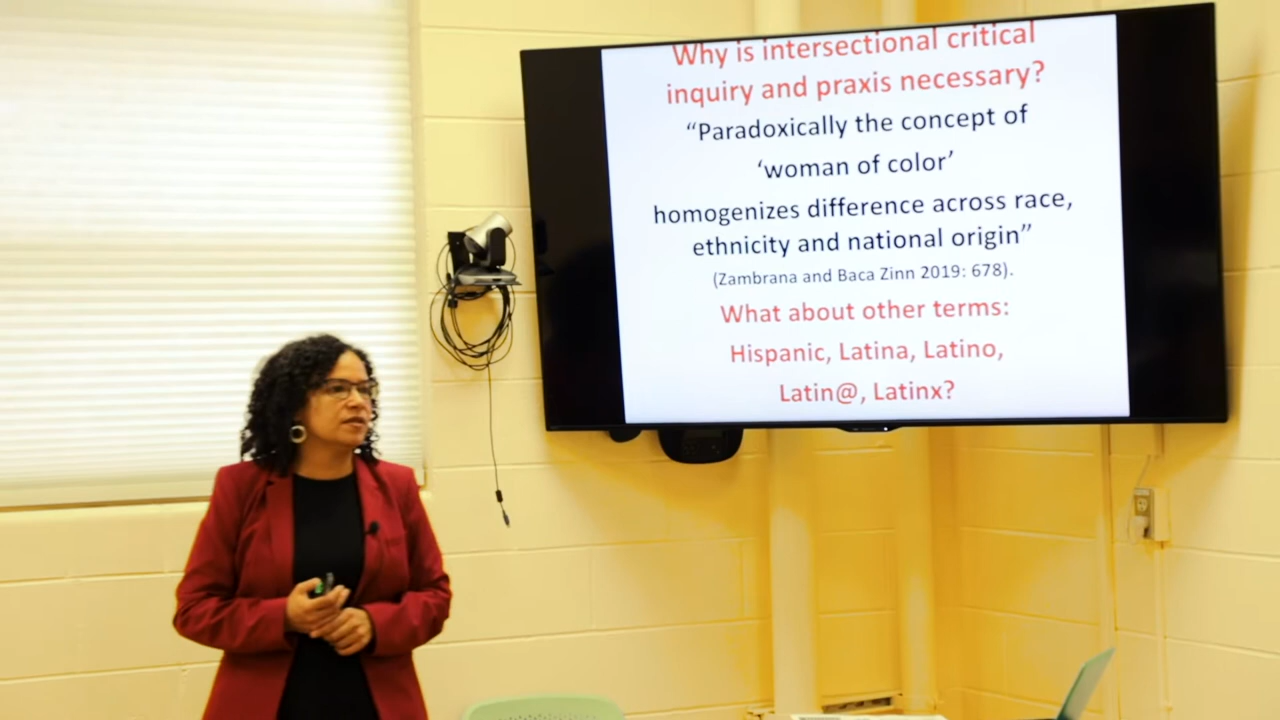 Why is intersectional critical
inquiry and praxis necessary?
“Paradoxically the concept of
‘woman of color’
homogenizes difference across race,
ethnicity and national origin”
(Zambrana and Baca Zinn 2019: 678).
What about other terms:
Hispanic, Latina, Latino,
Latin@, Latinx?